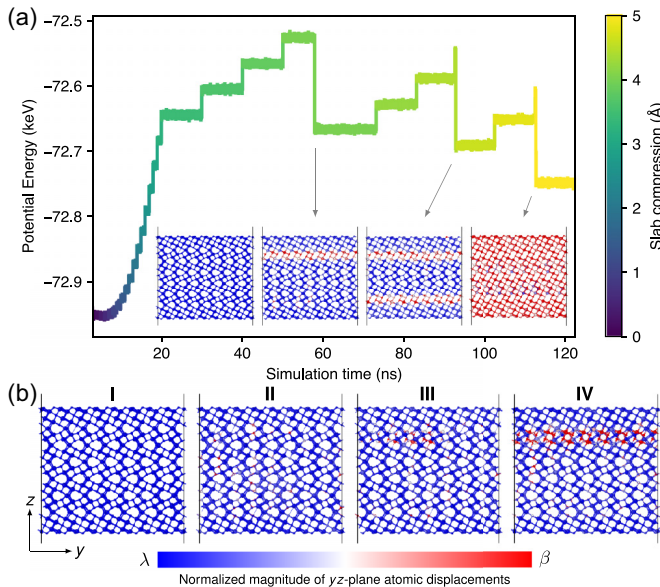 (a)
−72.5
−72.6
−72.7
−72.8
−72.9
Potential Energy (keV)
20 40 60 80 100 120
Simulation time (ns)
5
4
3
2
1
0
Slab compression (Å)
(b)
I II III IV
z
y
λ β
Normalized magnitude of yz-plane atomic displacements